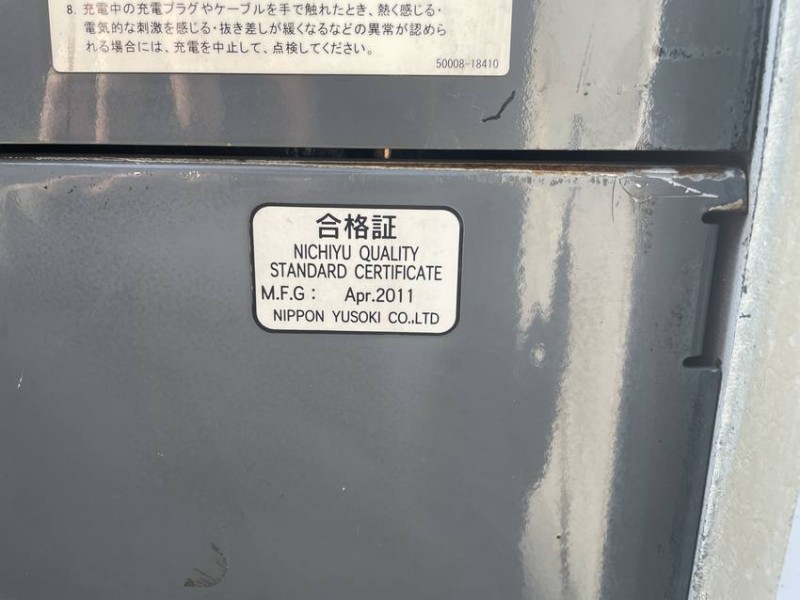 8. 充電中の充電プラグやケーブルを手で触れたとき、熱く感じる・
電気的な刺激を感じる・抜き差しが緩くなるなどの異常が認めら
れる場合には、充電を中止して、点検してください。
50008-18410
合格証
NICHIYU QUALITY
STANDARD CERTIFICATE
M.F.G : Apr.2011
NIPPON YUSOKI CO.,LTD